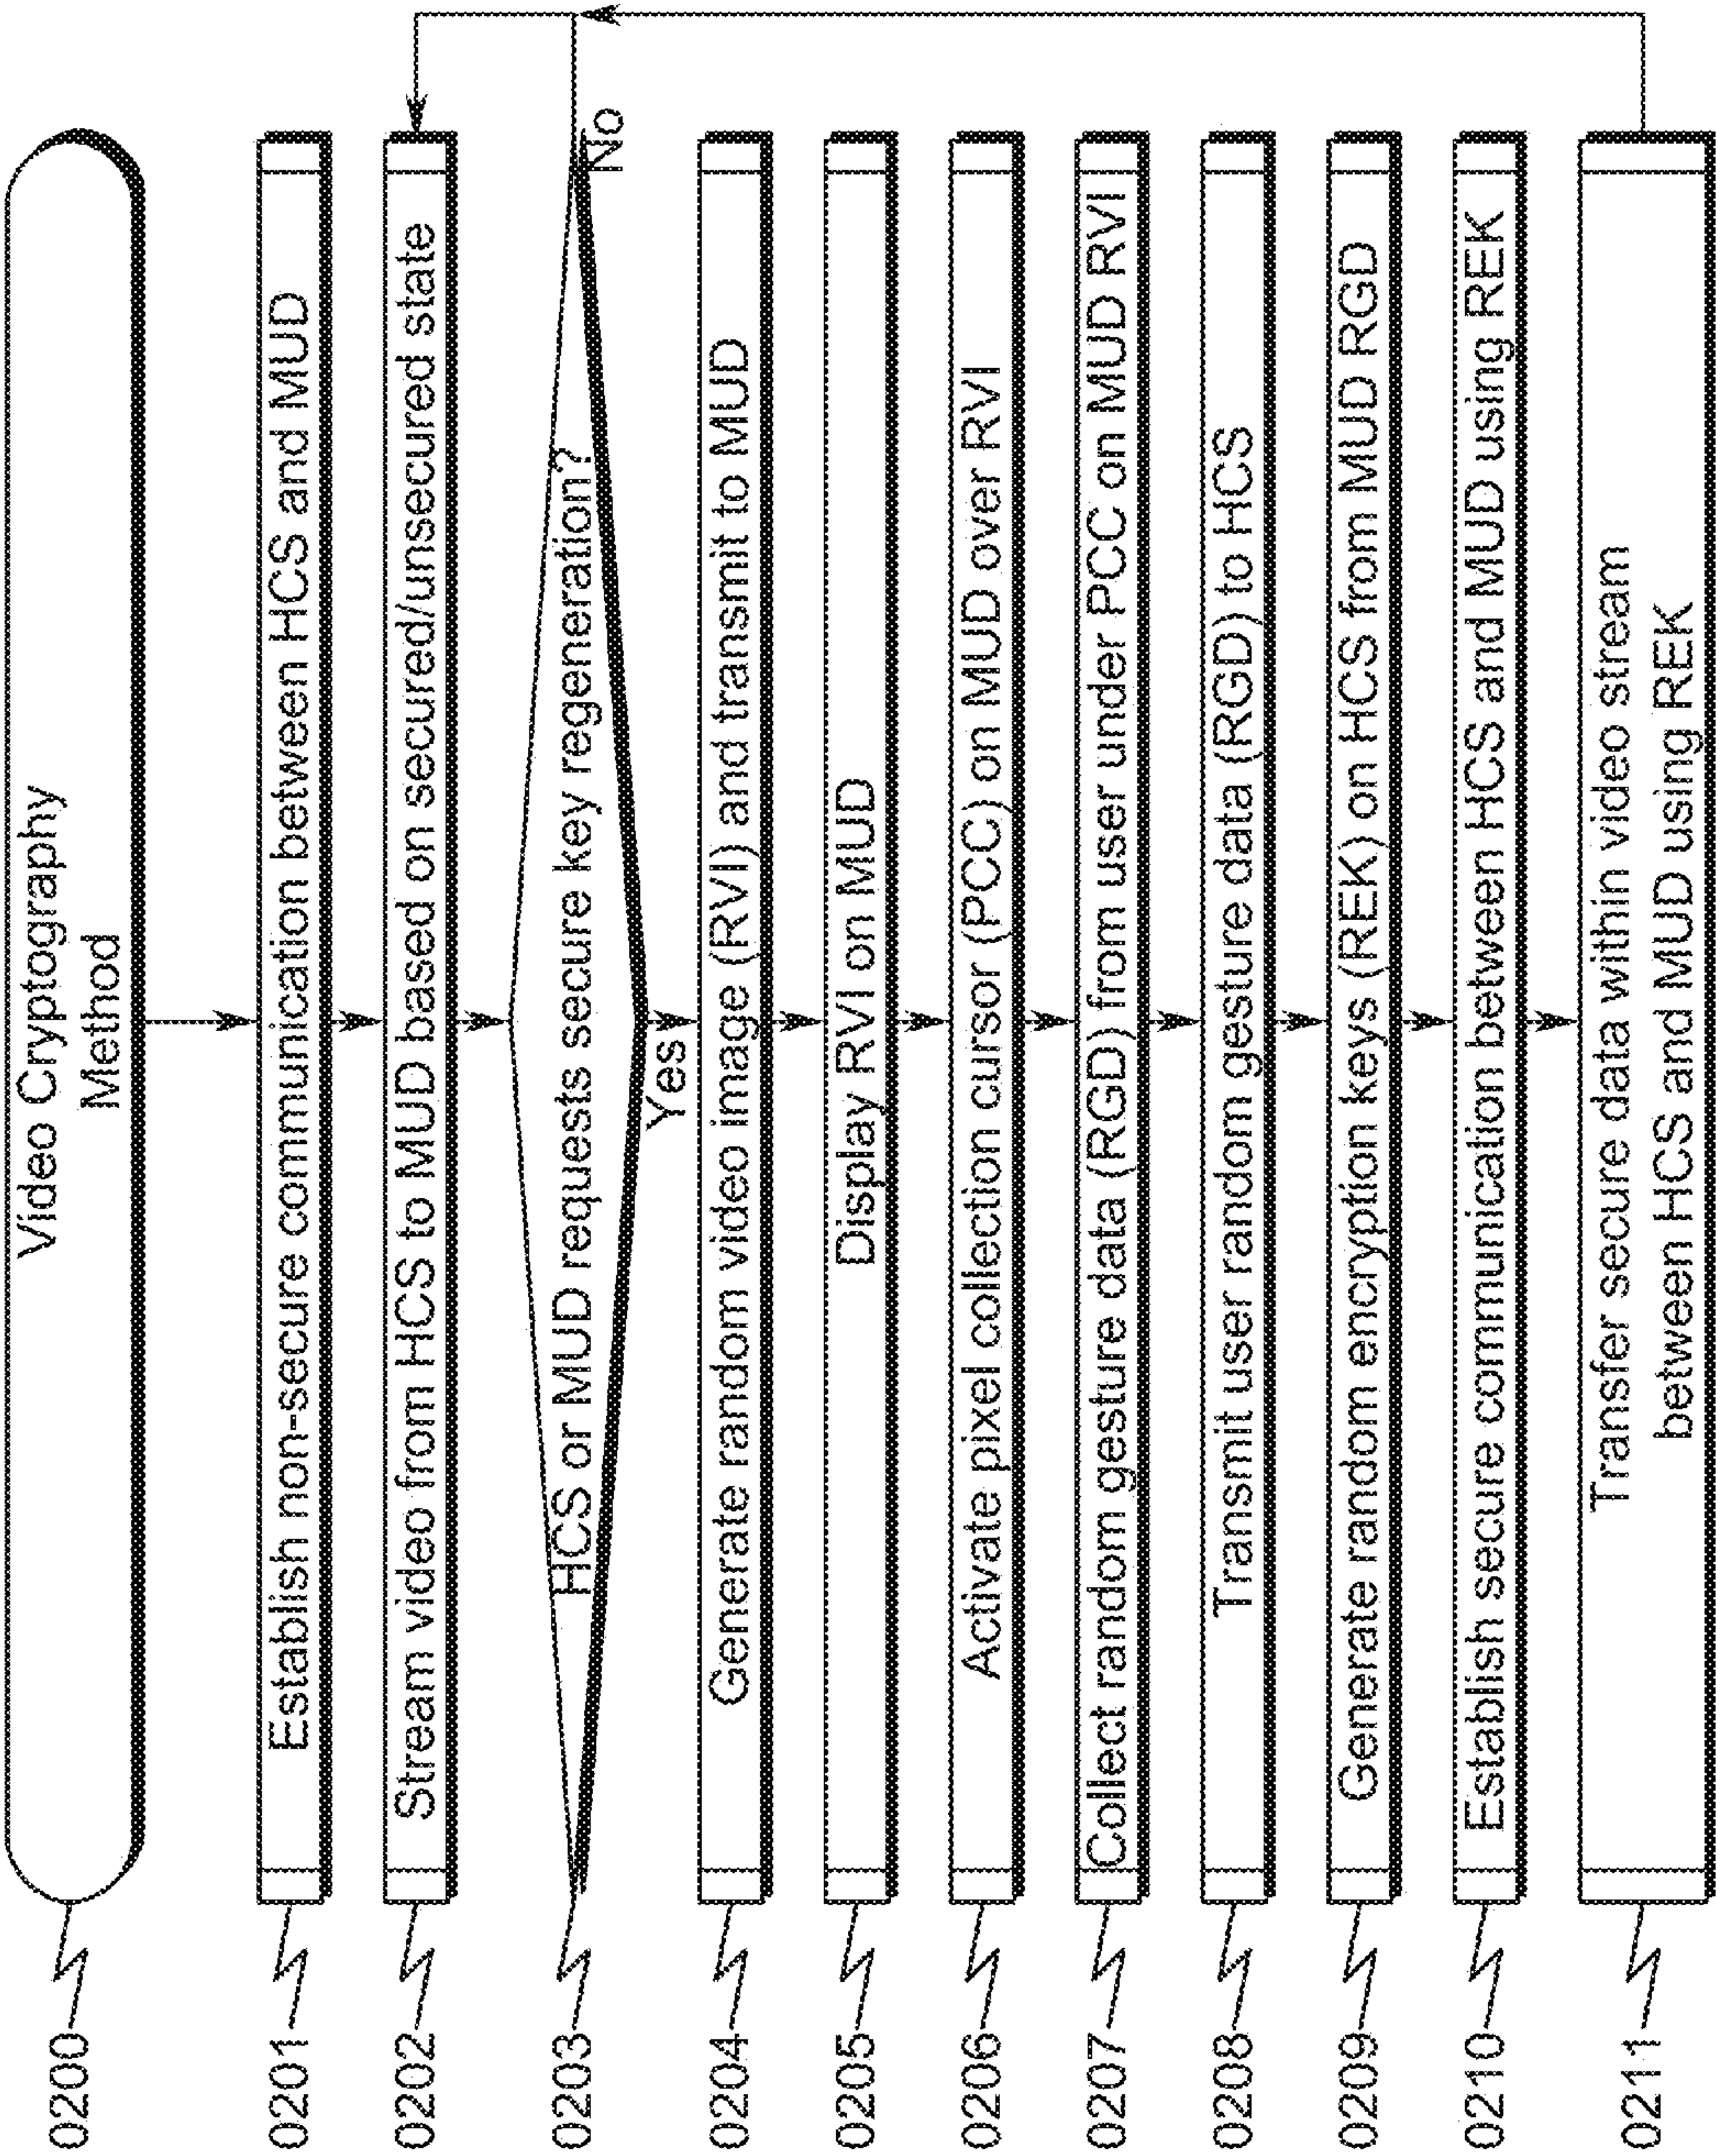 0200
Video Cryptography
Method
0201
Establish non-secure communication between HCS and MUD
0202
Stream video from HCS to MUD based on secured/unsecured state
0203
HCS or MUD requests secure key regeneration?
No
Yes
0204
Generate random video image (RVI) and transmit to MUD
0205
Display RVI on MUD
0206
Activate pixel collection cursor (PCC) on MUD over RVI
0207
Collect random gesture data (RGD) from user under PCC on MUD RVI
0208
Transmit user random gesture data (RGD) to HCS
0209
Generate random encryption keys (REK) on HCS from MUD RGD
0210
Establish secure communication between HCS and MUD using REK
0211
Transfer secure data within video stream
between HCS and MUD using REK